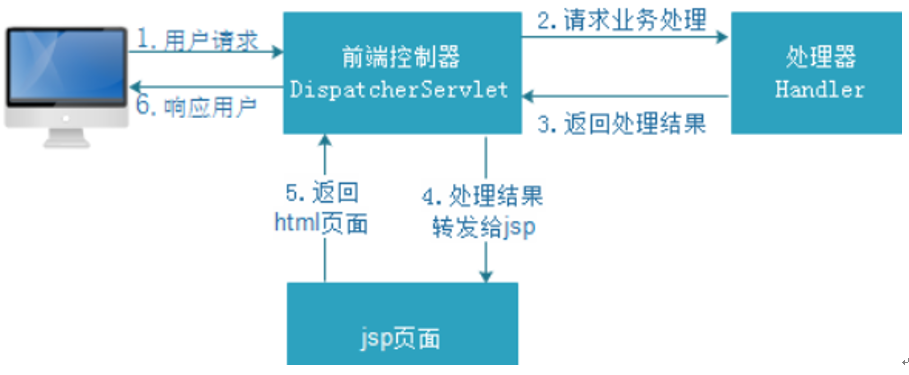 1.用户请求
6.响应用户
前端控制器
DispatcherServlet
2.请求业务处理
3.返回处理结果
处理器
Handler
5.返回
html页面
4.处理结果
转发给jsp
jsp页面